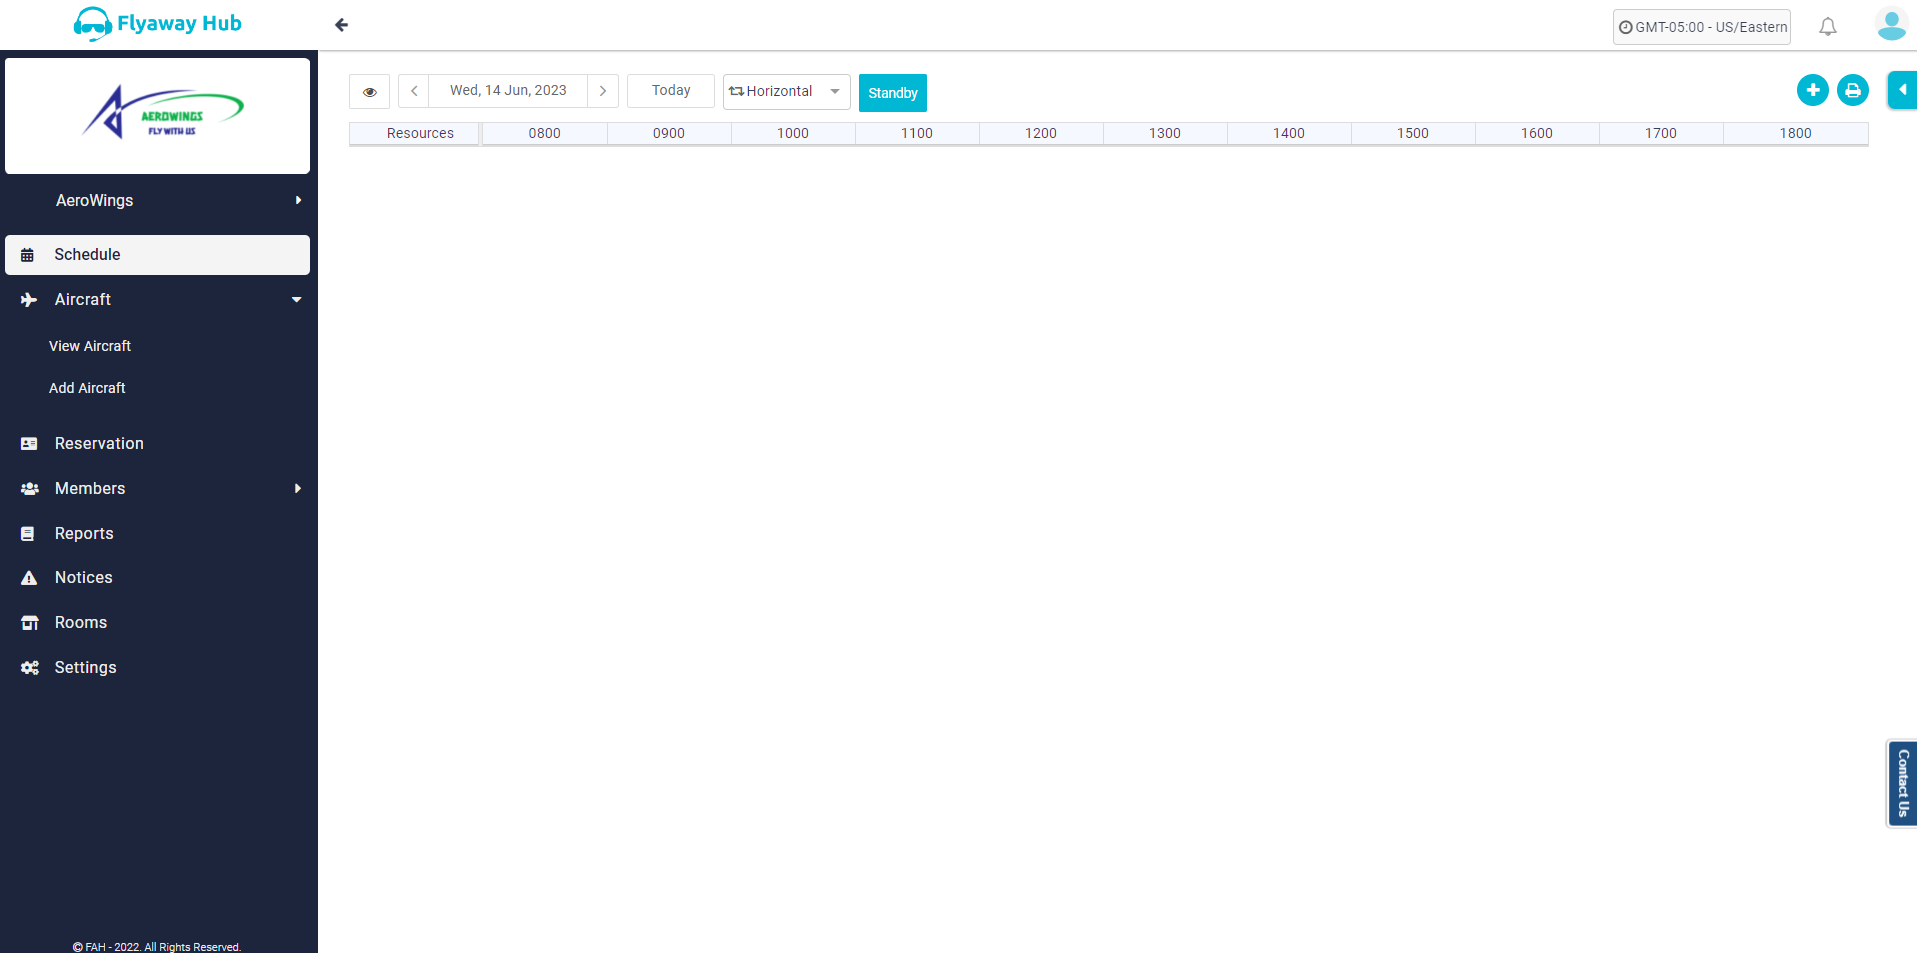 Flyaway Hub
GMT-05:00 - US/Eastern
AEROWINGS
FLY WITH US
AeroWings
Schedule
Aircraft
View Aircraft
Add Aircraft
Reservation
Members
Reports
Notices
Rooms
Settings
© FAH - 2022. All Rights Reserved.
Wed, 14 Jun, 2023
Today
Horizontal
Standby
Resources 0800 0900 1000 1100 1200 1300 1400 1500 1600 1700 1800
Contact Us